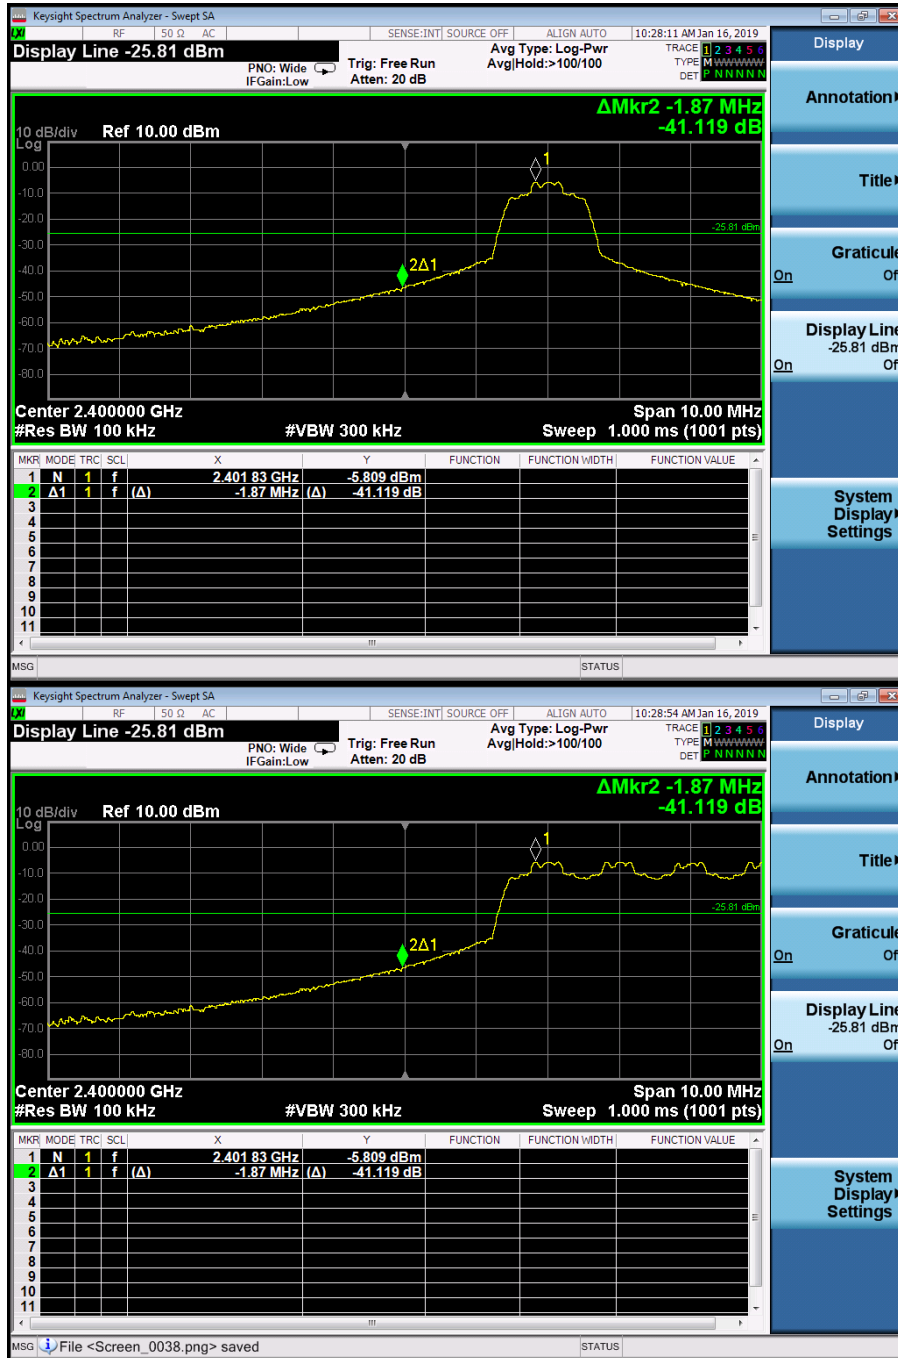 Keysight Spectrum Analyzer - Swept SA
LXI RF 50 Ω AC SENSE:INT SOURCE OFF ALIGN AUTO 10:28:11 AM Jan 16, 2019
Display Line -25.81 dBm
PNO: Wide
IFGain:Low
Trig: Free Run
Atten: 20 dB
Avg Type: Log-Pwr
Avg|Hold:>100/100
TRACE 1 2 3 4 5 6
TYPE M WWWWW
DET P N N N N N
ΔMkr2 -1.87 MHz
-41.119 dB
10 dB/div Ref 10.00 dBm
Log
0.00
-10.0
-20.0
-30.0
-40.0
-50.0
-60.0
-70.0
-80.0
1
-25.81 dBm
2Δ1
Center 2.400000 GHz Span 10.00 MHz
#Res BW 100 kHz #VBW 300 kHz Sweep 1.000 ms (1001 pts)
MKR MODE TRC SCL X Y FUNCTION FUNCTION WIDTH FUNCTION VALUE
1 N 1 f 2.401 83 GHz -5.809 dBm
2 Δ1 1 f (Δ) -1.87 MHz (Δ) -41.119 dB
3
4
5
6
7
8
9
10
11
MSG STATUS
Display
Annotation
Title
Graticule
On Of
Display Line
-25.81 dBm
On Of
System
Display
Settings
Keysight Spectrum Analyzer - Swept SA
LXI RF 50 Ω AC SENSE:INT SOURCE OFF ALIGN AUTO 10:28:54 AM Jan 16, 2019
Display Line -25.81 dBm
PNO: Wide
IFGain:Low
Trig: Free Run
Atten: 20 dB
Avg Type: Log-Pwr
Avg|Hold:>100/100
TRACE 1 2 3 4 5 6
TYPE M WWWWW
DET P N N N N N
ΔMkr2 -1.87 MHz
-41.119 dB
10 dB/div Ref 10.00 dBm
Log
0.00
-10.0
-20.0
-30.0
-40.0
-50.0
-60.0
-70.0
-80.0
1
-25.81 dBm
2Δ1
Center 2.400000 GHz Span 10.00 MHz
#Res BW 100 kHz #VBW 300 kHz Sweep 1.000 ms (1001 pts)
MKR MODE TRC SCL X Y FUNCTION FUNCTION WIDTH FUNCTION VALUE
1 N 1 f 2.401 83 GHz -5.809 dBm
2 Δ1 1 f (Δ) -1.87 MHz (Δ) -41.119 dB
3
4
5
6
7
8
9
10
11
MSG File <Screen_0038.png> saved STATUS
Display
Annotation
Title
Graticule
On Of
Display Line
-25.81 dBm
On Of
System
Display
Settings